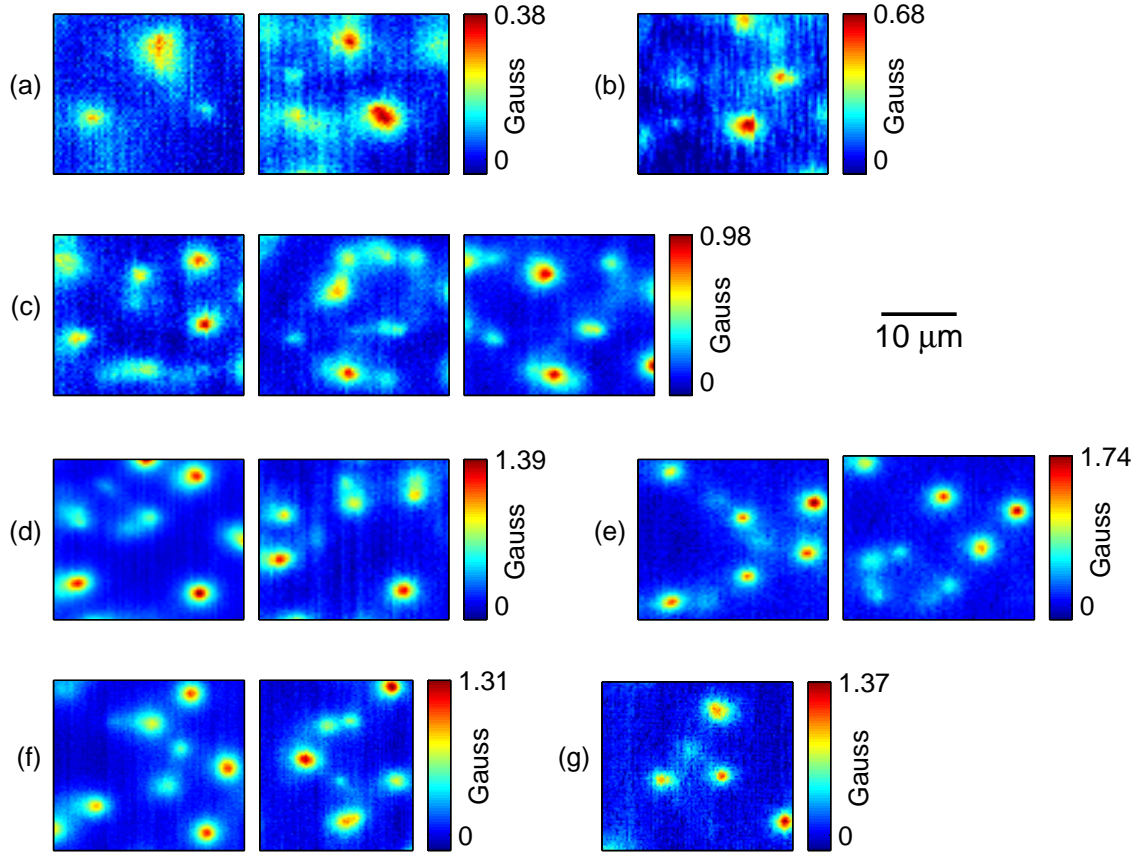 (a)
0.38
Gauss
0
(b)
0.68
Gauss
0
(c)
0.98
Gauss
0
10 μm
(d)
1.39
Gauss
0
(e)
1.74
Gauss
0
(f)
1.31
Gauss
0
(g)
1.37
Gauss
0